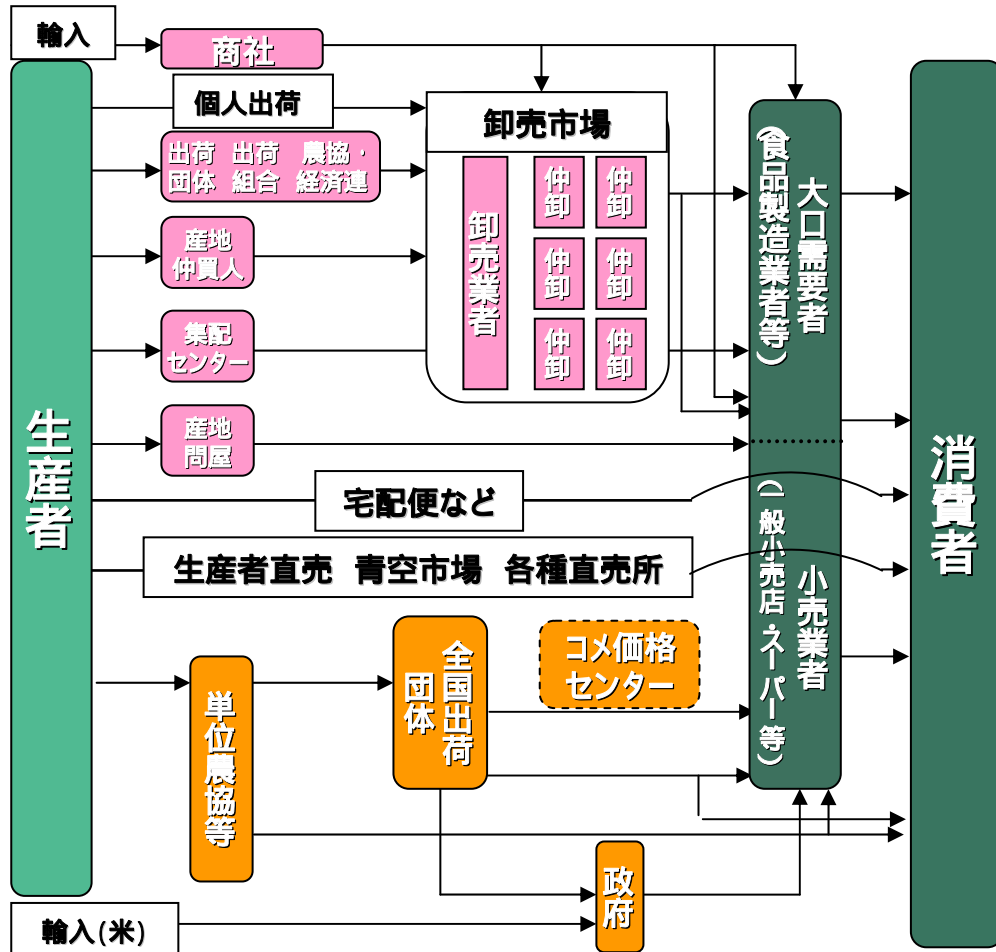 輸入
商社
個人出荷
出荷 出荷 農協・
団体 組合 経済連
産地
仲買人
集配
センター
産地
問屋
生産者
卸売市場
卸売業者
仲卸
仲卸
仲卸
仲卸
仲卸
仲卸
大口需要者
(食品製造業者等)
小売業者
(一般小売店・スーパー等)
消費者
宅配便など
生産者直売 青空市場 各種直売所
単位農協等
全国出荷
団体
コメ価格
センター
政府
輸入(米)